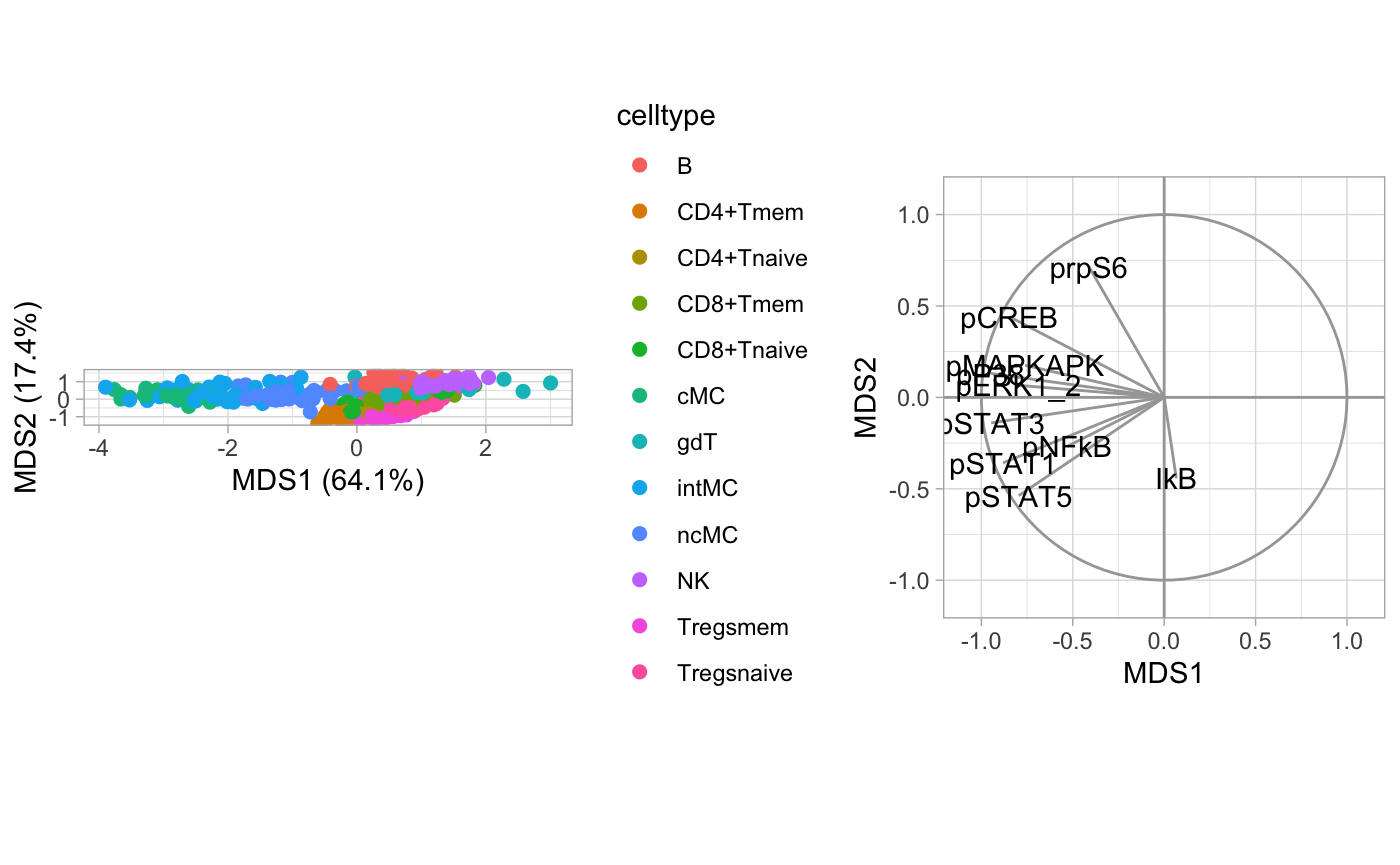 MDS2 (17.4%)
1
0
-1
-4
-2
0
2
MDS1 (64.1%)
celltype
B
CD4+Tmem
CD4+Tnaive
CD8+Tmem
CD8+Tnaive
cMC
gdT
intMC
ncMC
NK
Tregsmem
Tregsnaive
MDS2
1.0
0.5
0.0
-0.5
-1.0
prpS6
pCREB
pMAPKAPK
pERK1_2
pSTAT3
pNFkB
pSTAT1
IkB
pSTAT5
-1.0
-0.5
0.0
0.5
1.0
MDS1